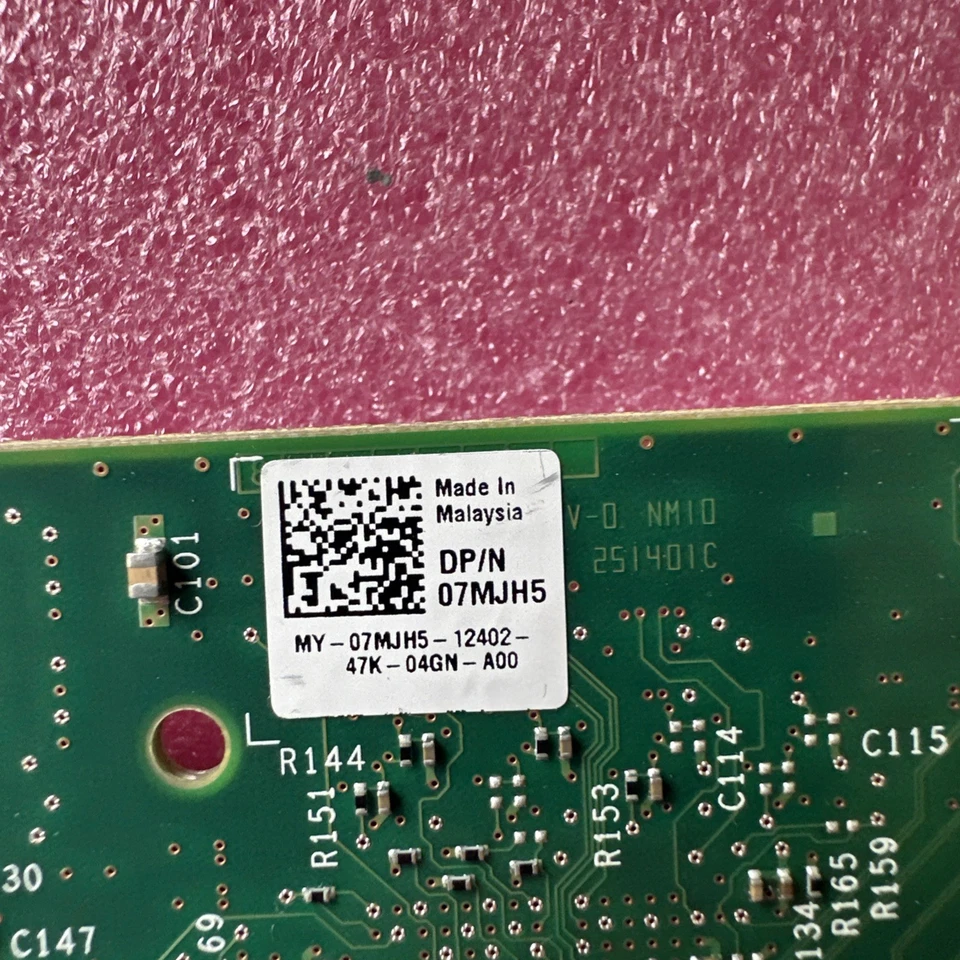 Made In
Malaysia
DP/N
07MJH5
MY-07MJH5-12402-
47K-04GN-A00
V-0 NMIO
251401C
C101
R144
R151
R153
C114
C115
R165
R159
134
30
C147
69